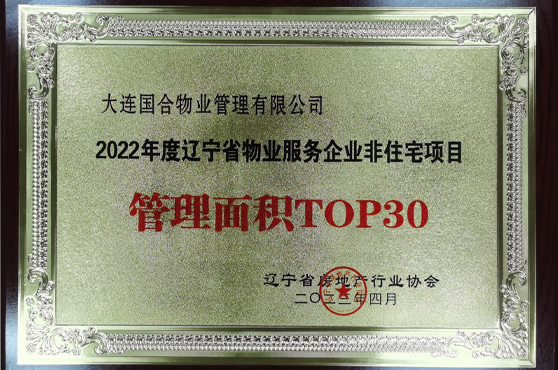 大连国合物业管理有限公司
2022年度辽宁省物业服务企业非住宅项目
管理面积TOP30
辽宁省房地产行业协会
二〇二三年四月